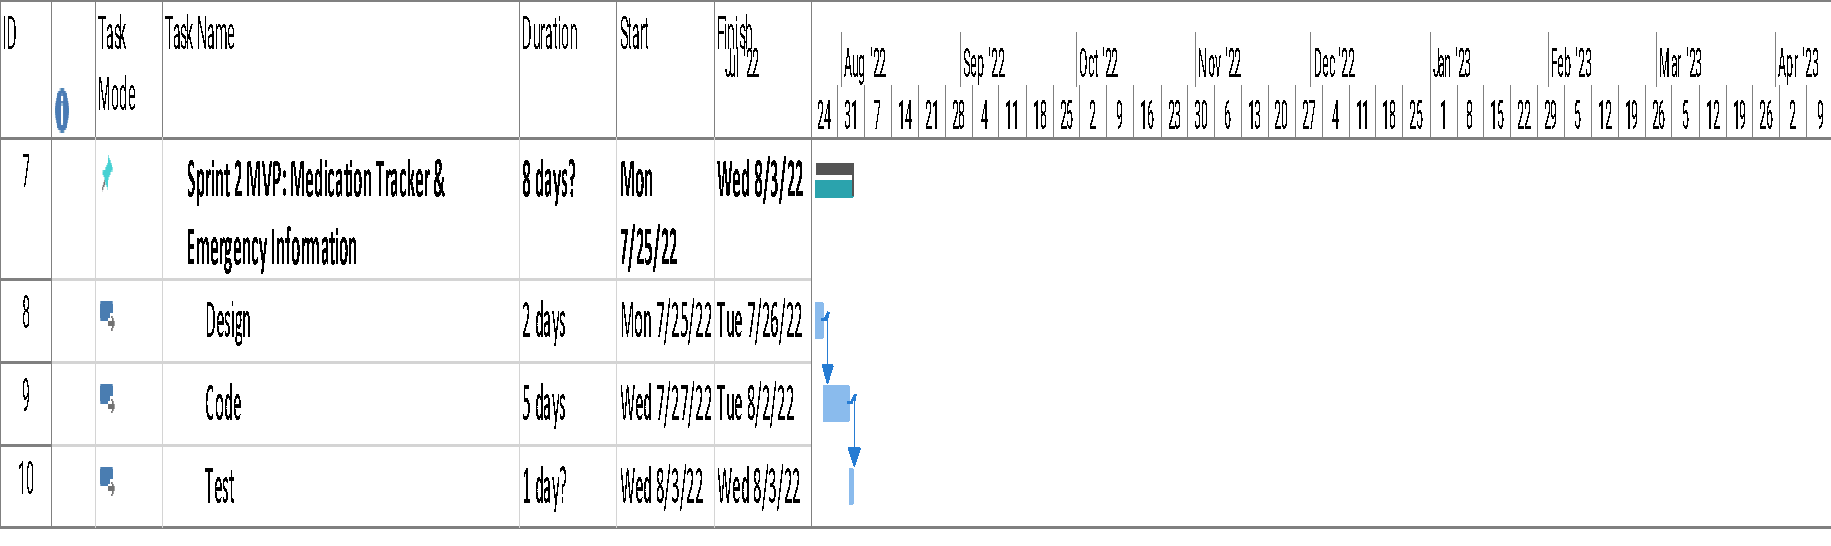 ID Task Mode Task Name Duration Start Finish
Jul '22 Aug '22 Sep '22 Oct '22 Nov '22 Dec '22 Jan '23 Feb '23 Mar '23 Apr '23
24 31 7 14 21 28 4 11 18 25 2 9 16 23 30 6 13 20 27 4 11 18 25 1 8 15 22 29 5 12 19 26 5 12 19 26 2 9
7 Sprint 2 MVP: Medication Tracker & 8 days? Mon Wed 8/3/22
Emergency Information 7/25/22
8 Design 2 days Mon 7/25/22 Tue 7/26/22
9 Code 5 days Wed 7/27/22 Tue 8/2/22
10 Test 1 day? Wed 8/3/22 Wed 8/3/22